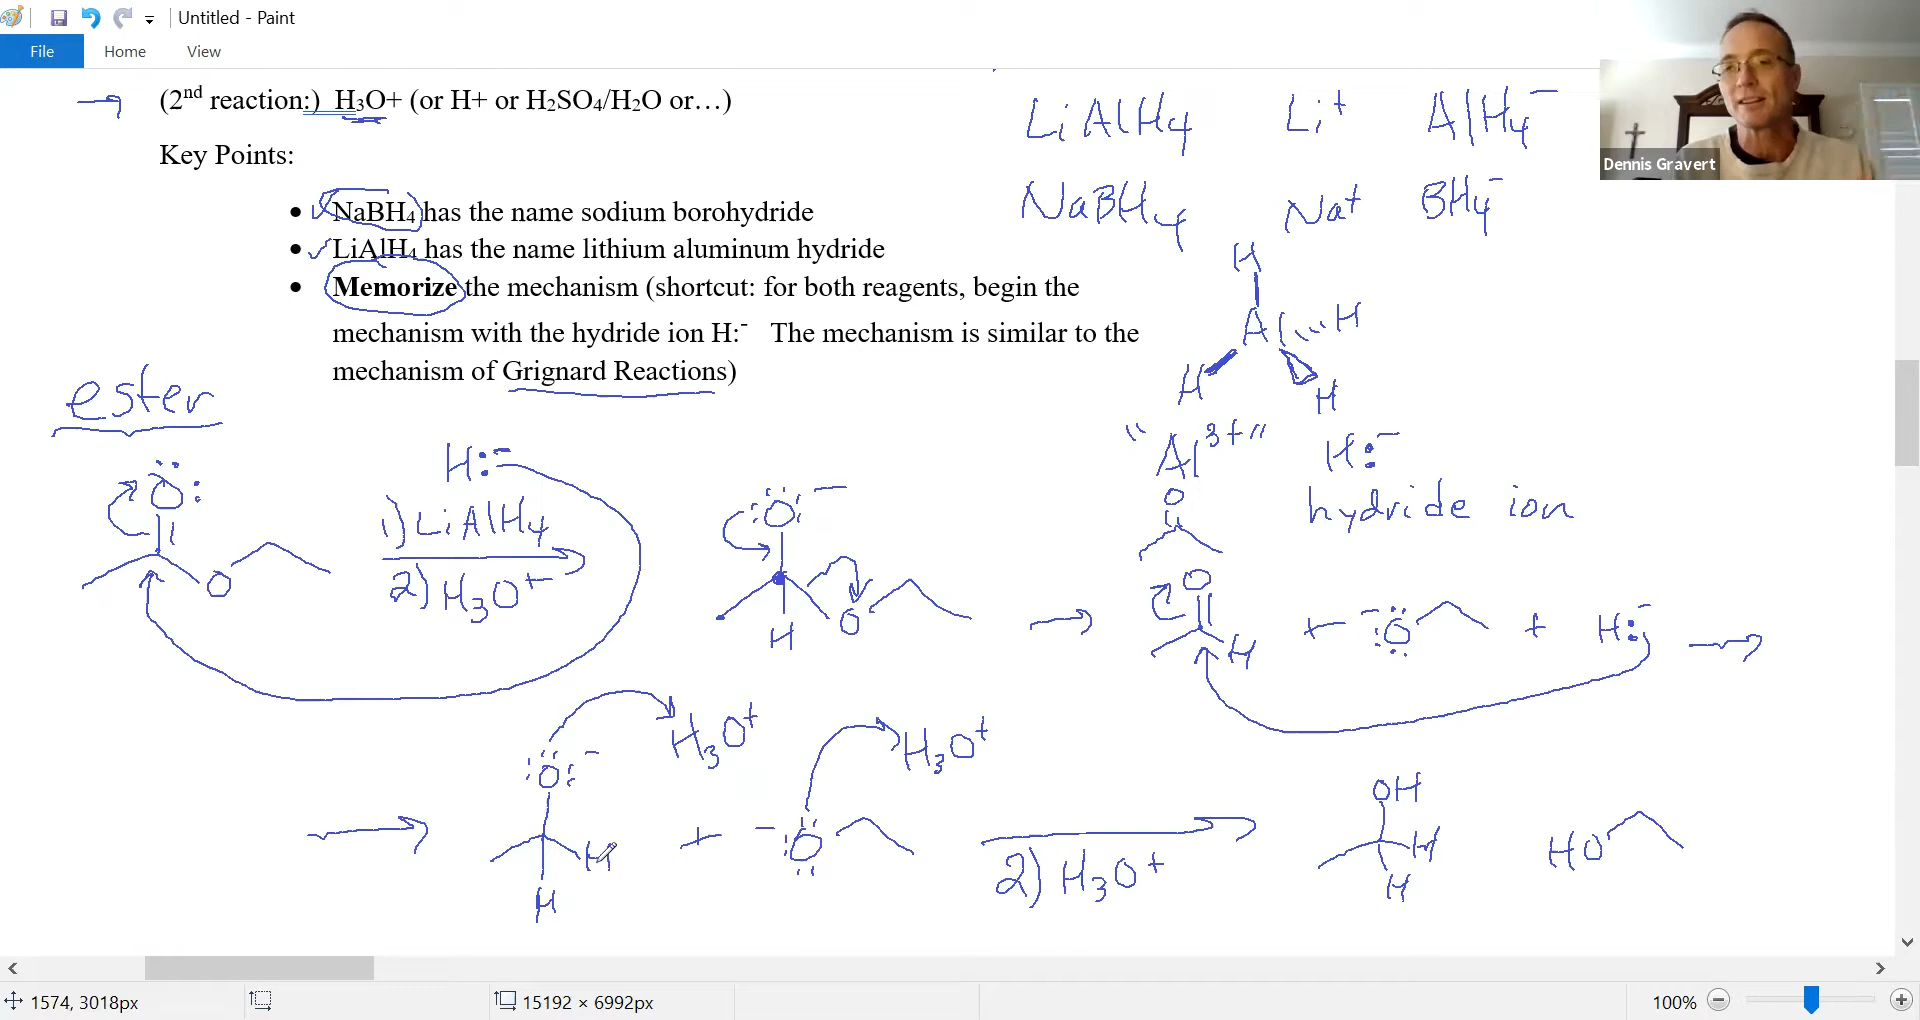 Untitled - Paint
File Home View
(2nd reaction:) H3O+ (or H+ or H2SO4/H2O or…)
Key Points:
• NaBH4 has the name sodium borohydride
• LiAlH4 has the name lithium aluminum hydride
• Memorize the mechanism (shortcut: for both reagents, begin the
mechanism with the hydride ion H:- The mechanism is similar to the
mechanism of Grignard Reactions)
LiAlH4 Li+ AlH4-
NaBH4 Na+ BH4-
Dennis Gravert
H
Al H
H H
"Al3+" H:-
hydride ion
ester
O H:-
1) LiAlH4
2) H3O+
O
O-
H O
O
O
H
+ -O + H:-
O- H3O+
H
H
+ -O H3O+
2) H3O+
OH
H
H
HO
1574, 3018px 15192 × 6992px 100%